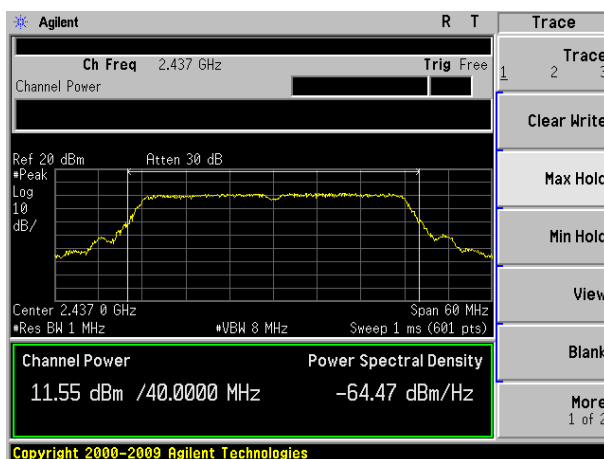 Agilent R T Trace
Ch Freq 2.437 GHz Trig Free
Channel Power
Trace
1 2 3
Clear Write
Max Hold
Min Hold
View
Blank
More
1 of 2
Ref 20 dBm Atten 30 dB
#Peak
Log
10
dB/
Center 2.437 0 GHz Span 60 MHz
#Res BW 1 MHz #VBW 8 MHz Sweep 1 ms (601 pts)
Channel Power Power Spectral Density
11.55 dBm /40.0000 MHz -64.47 dBm/Hz
Copyright 2000-2009 Agilent Technologies